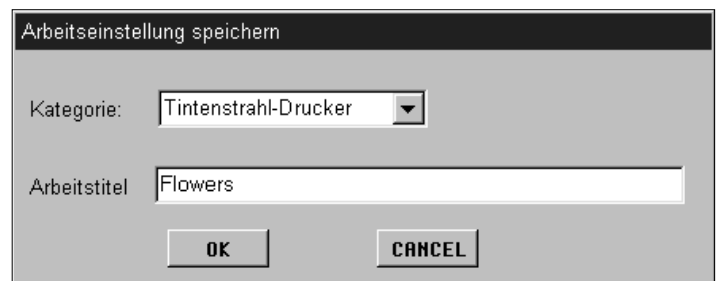 Arbeitseinstellung speichern
Kategorie: Tintenstrahl-Drucker
Arbeitstitel Flowers
OK CANCEL